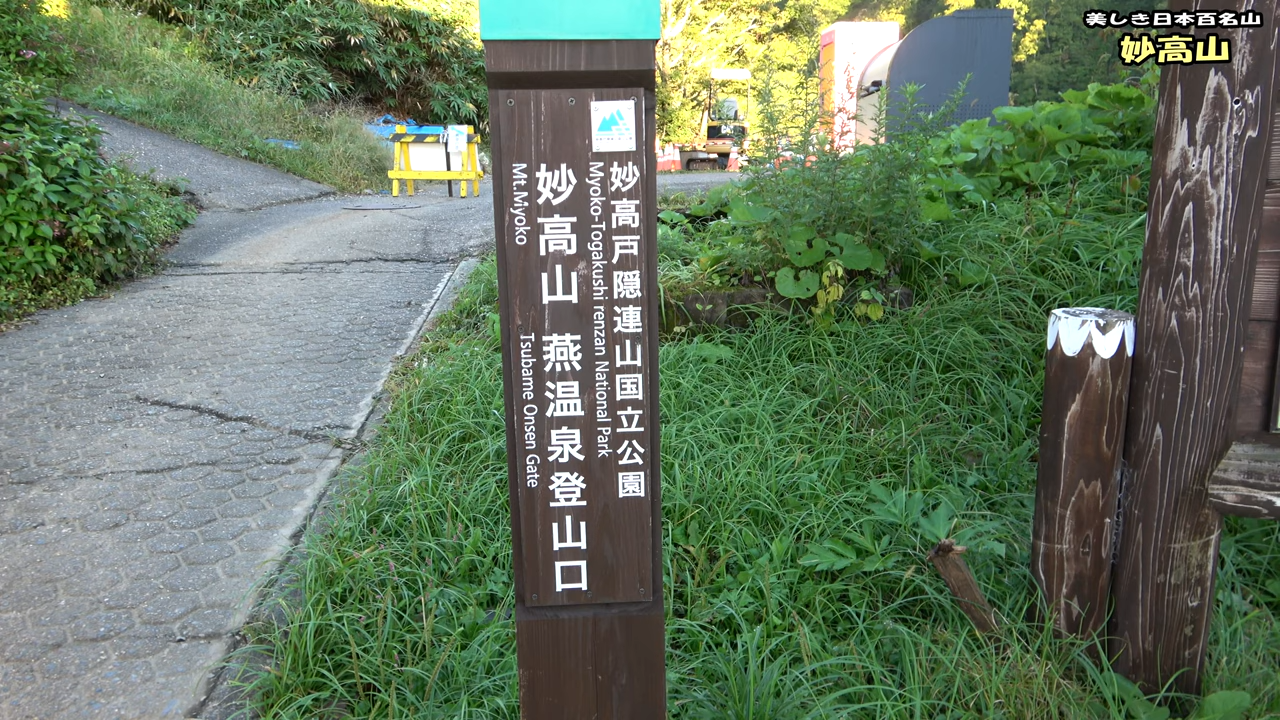 美しき日本百名山
妙高山
妙高戸隠連山国立公園
Myoko-Togakushi renzan National Park
妙高山 燕温泉登山口
Mt.Miyoko Tsubame Onsen Gate